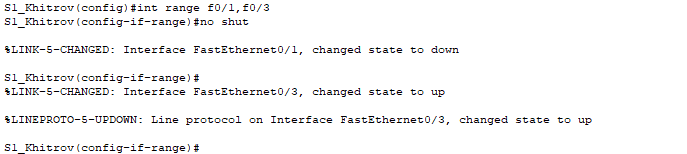 S1_Khitrov(config)#int range f0/1,f0/3
S1_Khitrov(config-if-range)#no shut
%LINK-5-CHANGED: Interface FastEthernet0/1, changed state to down
S1_Khitrov(config-if-range)#
%LINK-5-CHANGED: Interface FastEthernet0/3, changed state to up
%LINEPROTO-5-UPDOWN: Line protocol on Interface FastEthernet0/3, changed state to up
S1_Khitrov(config-if-range)#